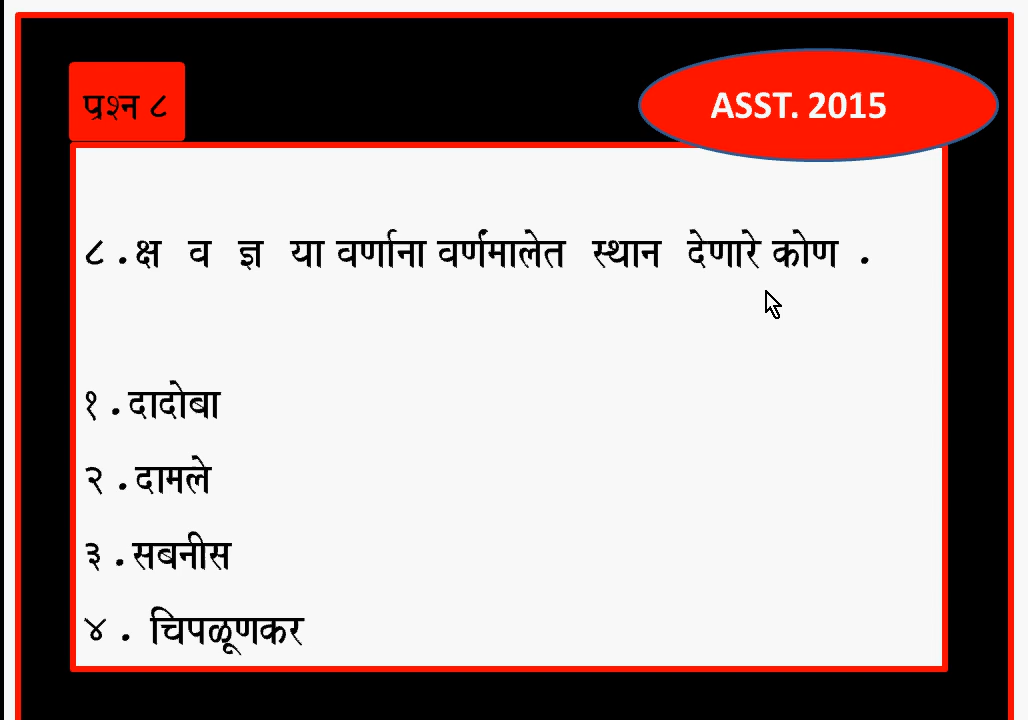 प्रश्न ८
ASST. 2015
८ . क्ष व ज्ञ या वर्णाना वर्णमालेत स्थान देणारे कोण .
१ . दादोबा
२ . दामले
३ . सबनीस
४ . चिपळूणकर